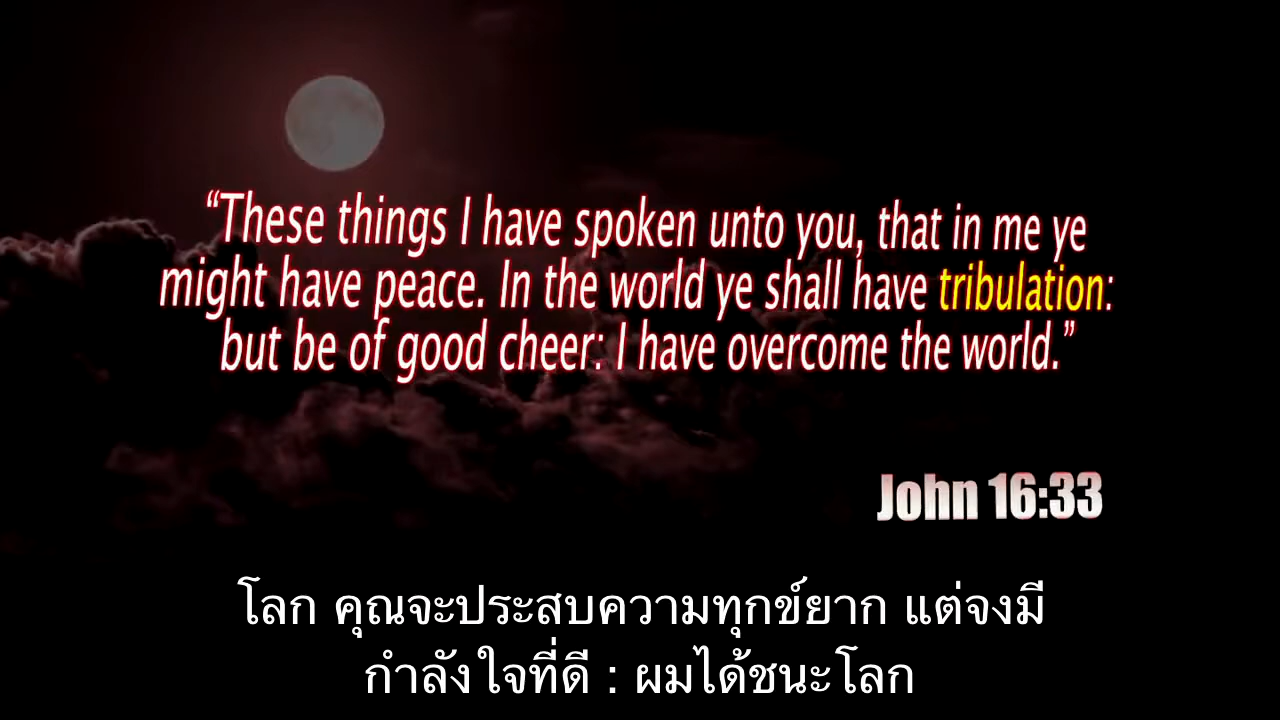 “These things I have spoken unto you, that in me ye
might have peace. In the world ye shall have tribulation:
but be of good cheer: I have overcome the world.”
John 16:33
โลก คุณจะประสบความทุกข์ยาก แต่จงมี
กำลังใจที่ดี : ผมได้ชนะโลก